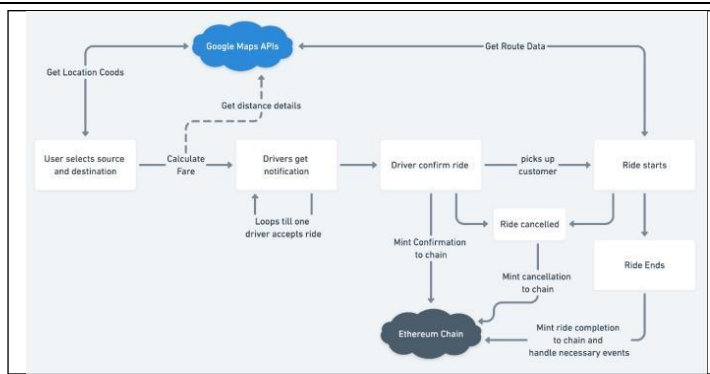 Google Maps APIs
Get Route Data
Get Location Coods
Get distance details
User selects source
and destination
Calculate
Fare
Drivers get
notification
Driver confirm ride
picks up
customer
Ride starts
Loops till one
driver accepts ride
Ride cancelled
Mint Confirmation
to chain
Mint cancellation
to chain
Ride Ends
Ethereum Chain
Mint ride completion
to chain and
handle necessary events